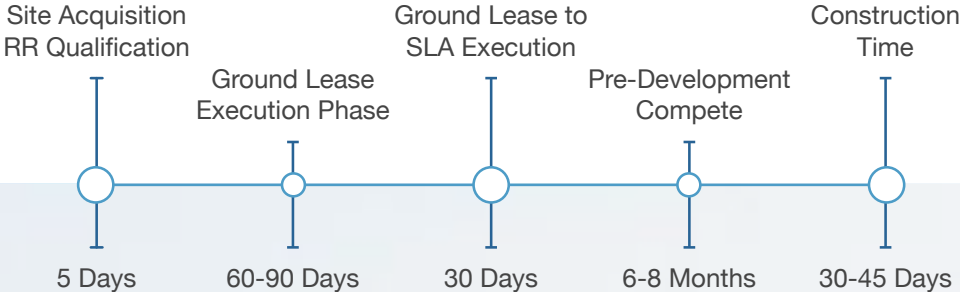 Site Acquisition
RR Qualification
Ground Lease
Execution Phase
Ground Lease to
SLA Execution
Pre-Development
Compete
Construction
Time
5 Days
60-90 Days
30 Days
6-8 Months
30-45 Days